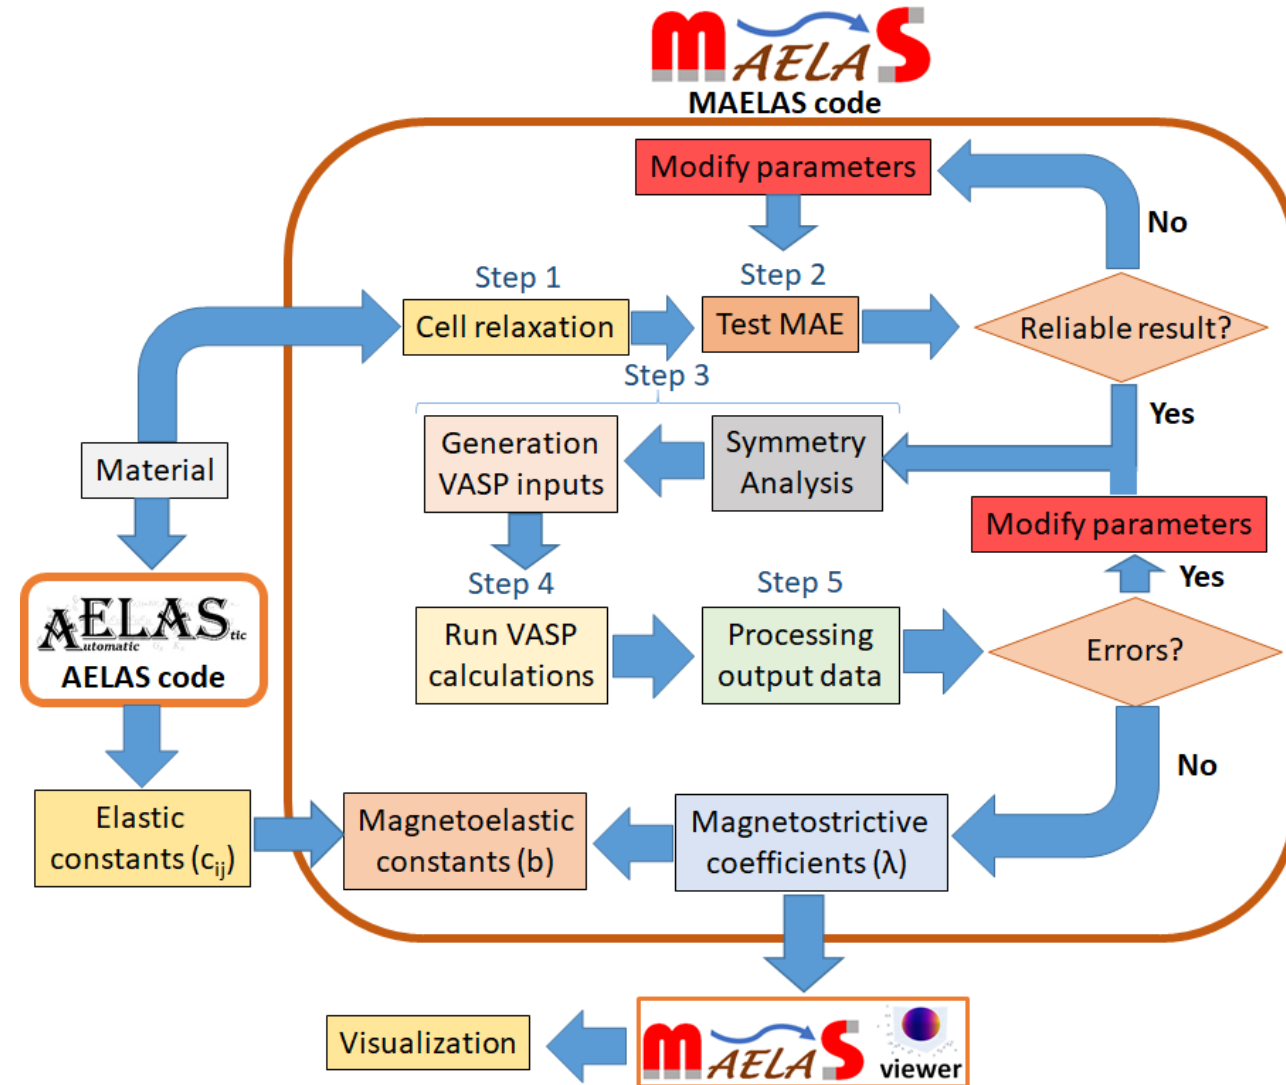 MAELAS
MAELAS code
Modify parameters
No
Step 1
Step 2
Cell relaxation
Test MAE
Reliable result?
Step 3
Yes
Generation
VASP inputs
Symmetry
Analysis
Material
Modify parameters
Yes
Step 4
Step 5
AELAS tic
utomatic
AELAS code
Run VASP
calculations
Processing
output data
Errors?
No
Elastic
constants (cij)
Magnetoelastic
constants (b)
Magnetostrictive
coefficients (λ)
Visualization
MAELAS
viewer